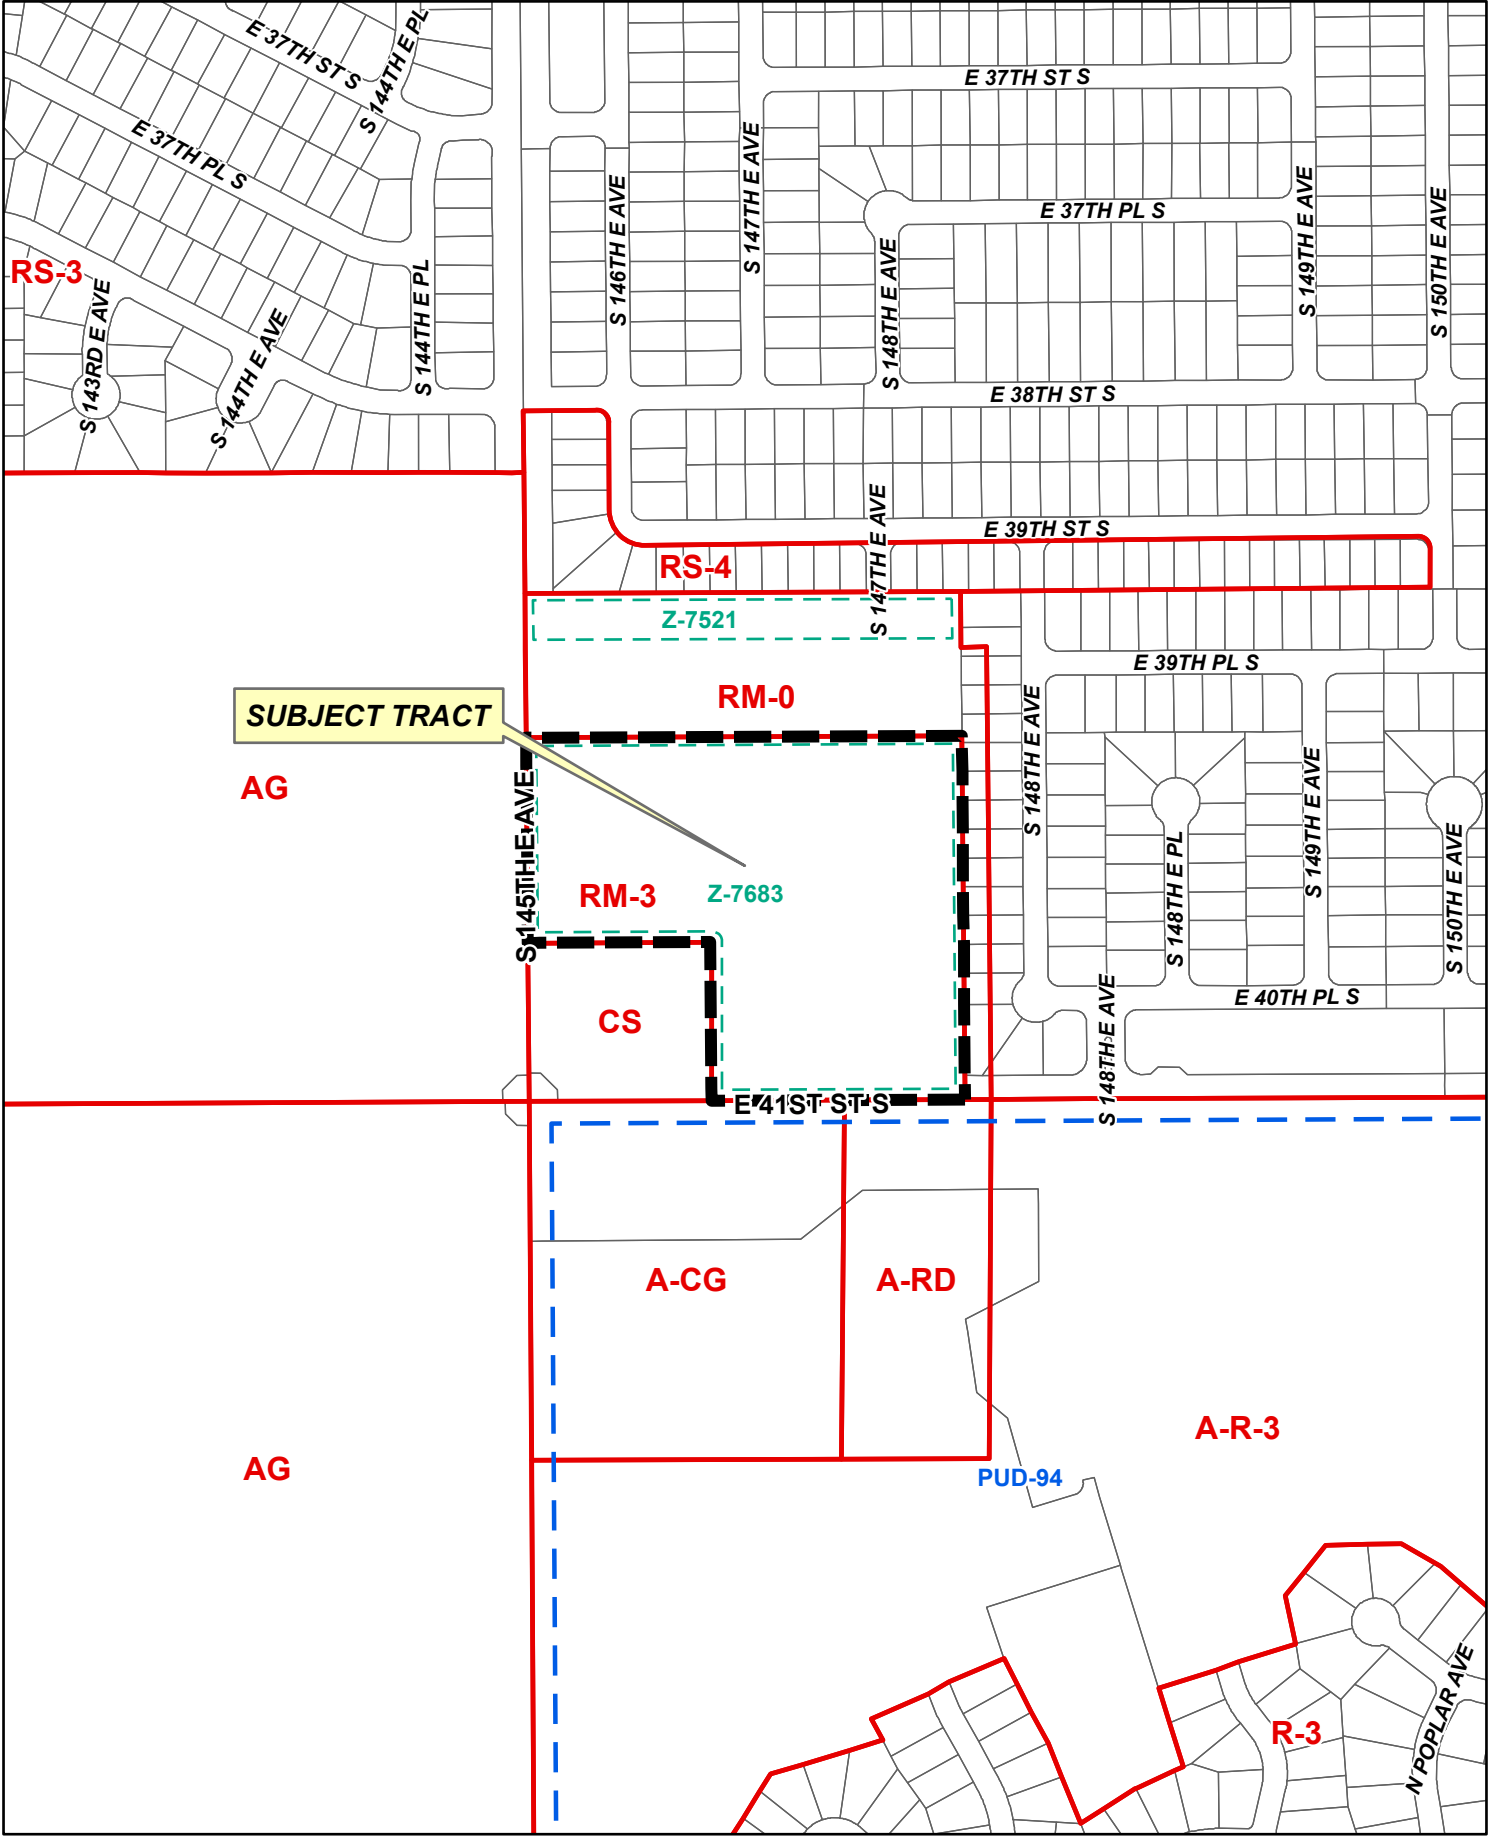 E 37TH ST S
S 144TH E PL
E 37TH ST S
E 37TH PL S
S 147TH E AVE
S 146TH E AVE
E 37TH PL S
S 149TH E AVE
S 150TH E AVE
RS-3
S 143RD E AVE
S 144TH E AVE
S 144TH E PL
S 148TH E AVE
E 38TH ST S
E 39TH ST S
RS-4
S 147TH E AVE
Z-7521
E 39TH PL S
RM-0
SUBJECT TRACT
AG
S 145TH E AVE
S 148TH E AVE
S 149TH E AVE
RM-3
Z-7683
S 148TH E PL
S 150TH E AVE
E 40TH PL S
CS
S 148TH E AVE
E 41ST ST S
A-CG
A-RD
A-R-3
AG
PUD-94
R-3
N POPLAR AVE